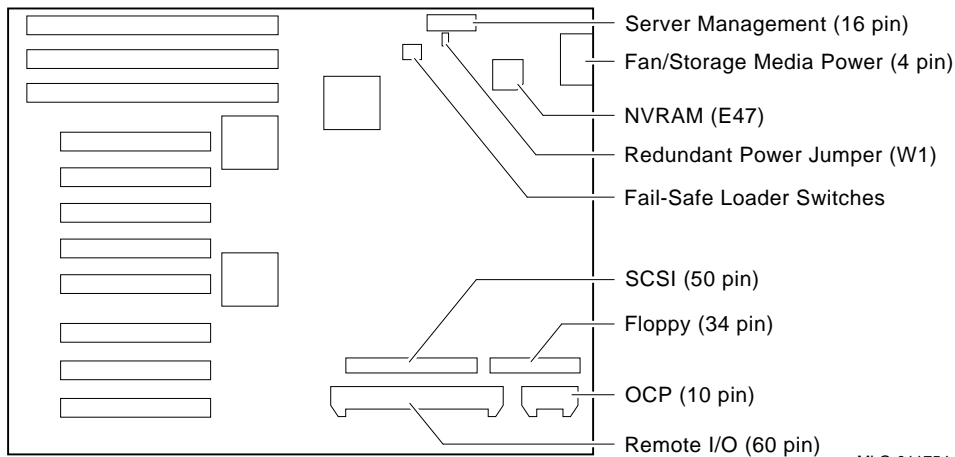 Server Management (16 pin)
Fan/Storage Media Power (4 pin)
NVRAM (E47)
Redundant Power Jumper (W1)
Fail-Safe Loader Switches
SCSI (50 pin)
Floppy (34 pin)
OCP (10 pin)
Remote I/O (60 pin)